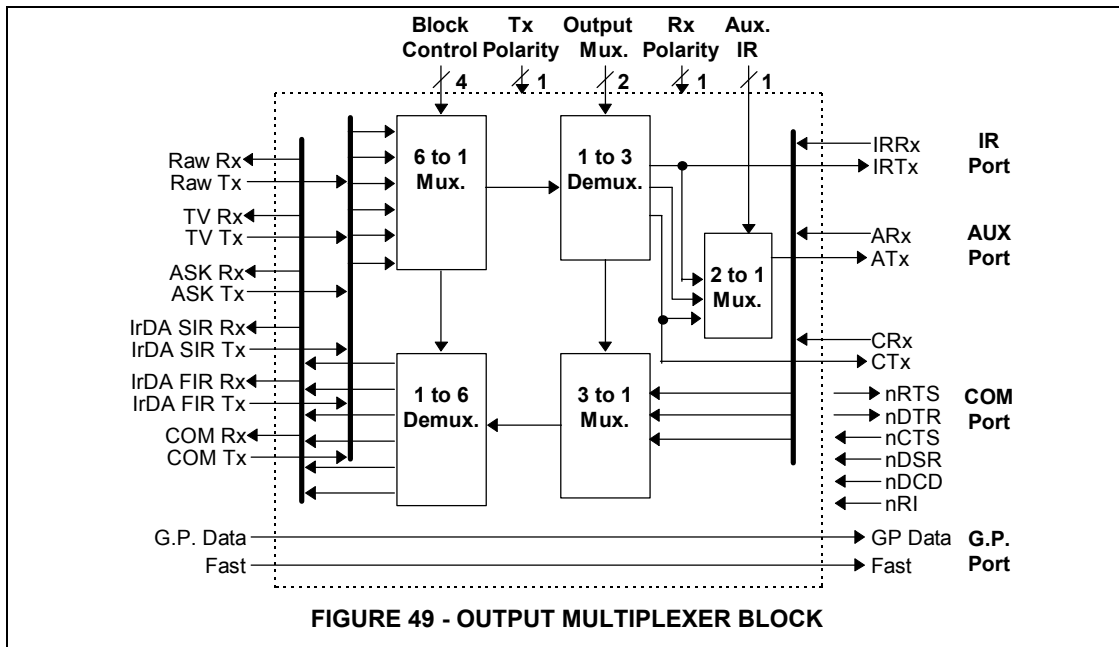 Block Control
Tx Polarity
Output Mux.
Rx Polarity
Aux. IR
4
1
2
1
1
6 to 1
Mux.
1 to 3
Demux.
2 to 1
Mux.
1 to 6
Demux.
3 to 1
Mux.
Raw Rx
Raw Tx
TV Rx
TV Tx
ASK Rx
ASK Tx
IrDA SIR Rx
IrDA SIR Tx
IrDA FIR Rx
IrDA FIR Tx
COM Rx
COM Tx
G.P. Data
Fast
IRRx
IRTx
IR
Port
ARx
ATx
AUX
Port
CRx
CTx
nRTS
nDTR
nCTS
nDSR
nDCD
nRI
COM
Port
GP Data
Fast
G.P.
Port
FIGURE 49 - OUTPUT MULTIPLEXER BLOCK